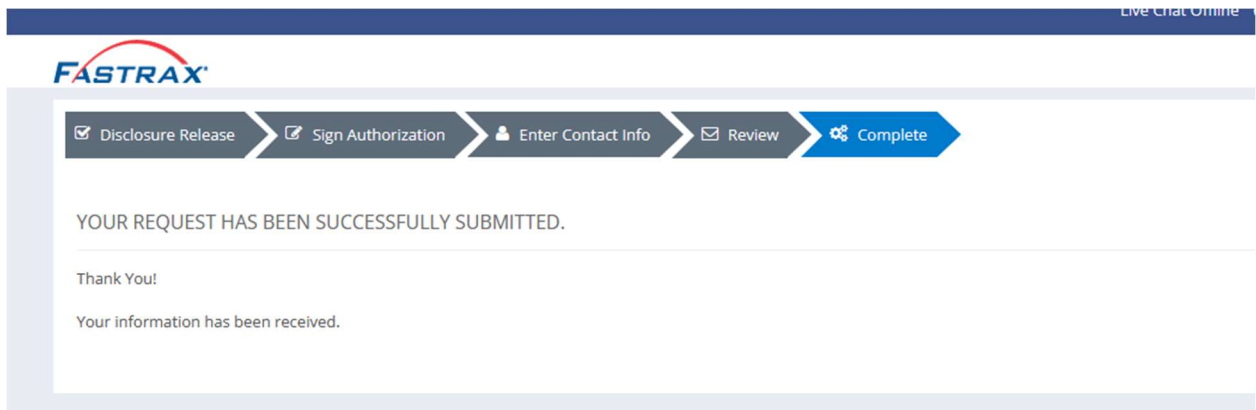 Live Chat Offline
FASTRAX
Disclosure Release
Sign Authorization
Enter Contact Info
Review
Complete
YOUR REQUEST HAS BEEN SUCCESSFULLY SUBMITTED.
Thank You!
Your information has been received.